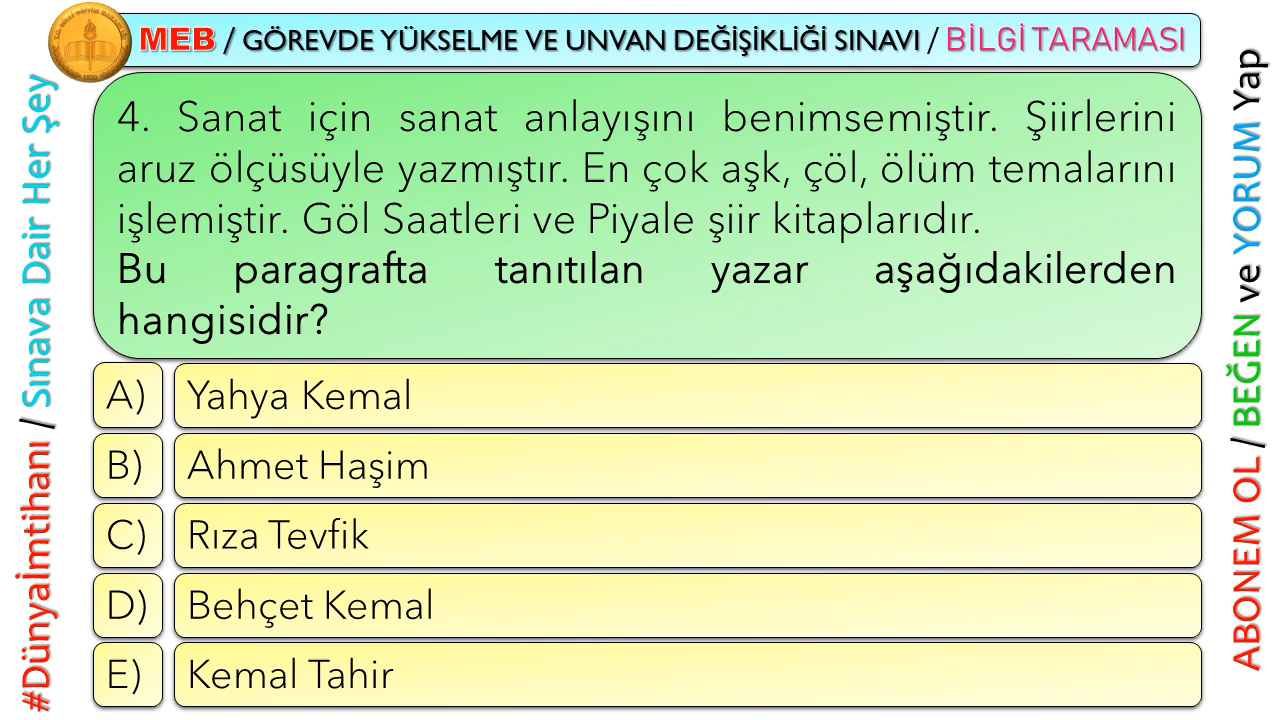 MEB / GÖREVDE YÜKSELME VE UNVAN DEĞİŞİKLİĞİ SINAVI / BİLGİ TARAMASI
#Dünyaİmtihanı / Sınava Dair Her Şey
4. Sanat için sanat anlayışını benimsemiştir. Şiirlerini
aruz ölçüsüyle yazmıştır. En çok aşk, çöl, ölüm temalarını
işlemiştir. Göl Saatleri ve Piyale şiir kitaplarıdır.
Bu paragrafta tanıtılan yazar aşağıdakilerden
hangisidir?
A) Yahya Kemal
B) Ahmet Haşim
C) Rıza Tevfik
D) Behçet Kemal
E) Kemal Tahir
ABONEM OL / BEĞEN ve YORUM Yap